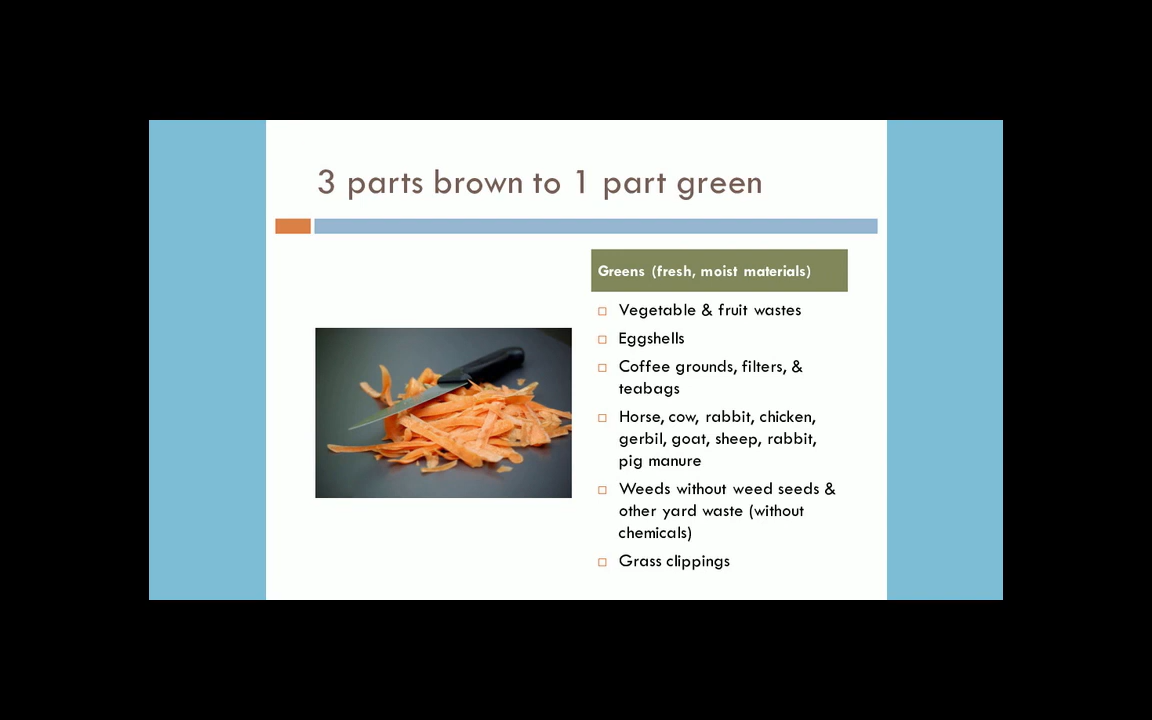 3 parts brown to 1 part green
Greens (fresh, moist materials)
Vegetable & fruit wastes
Eggshells
Coffee grounds, filters, &
teabags
Horse, cow, rabbit, chicken,
gerbil, goat, sheep, rabbit,
pig manure
Weeds without weed seeds &
other yard waste (without
chemicals)
Grass clippings